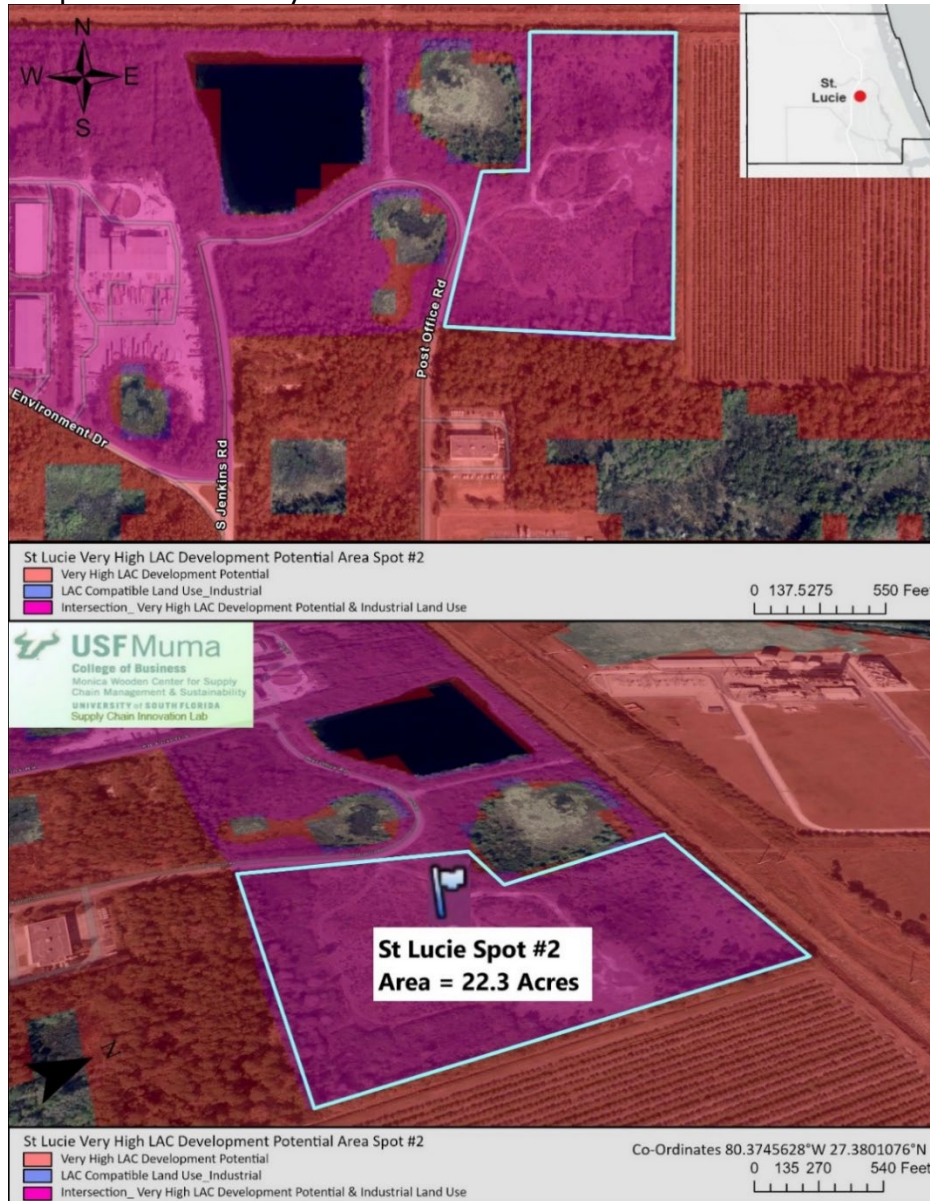 N
W E
S
St.
Lucie
Post Office Rd
Environment Dr
S Jenkins Rd
St Lucie Very High LAC Development Potential Area Spot #2
Very High LAC Development Potential
LAC Compatible Land Use_Industrial
Intersection_ Very High LAC Development Potential & Industrial Land Use
0 137.5275 550 Feet
USF Muma
College of Business
Monica Wooden Center for Supply
Chain Management & Sustainability
UNIVERSITY of SOUTH FLORIDA
Supply Chain Innovation Lab
St Lucie Spot #2
Area = 22.3 Acres
N
St Lucie Very High LAC Development Potential Area Spot #2
Very High LAC Development Potential
LAC Compatible Land Use_Industrial
Intersection_ Very High LAC Development Potential & Industrial Land Use
Co-Ordinates 80.3745628°W 27.3801076°N
0 135 270 540 Feet